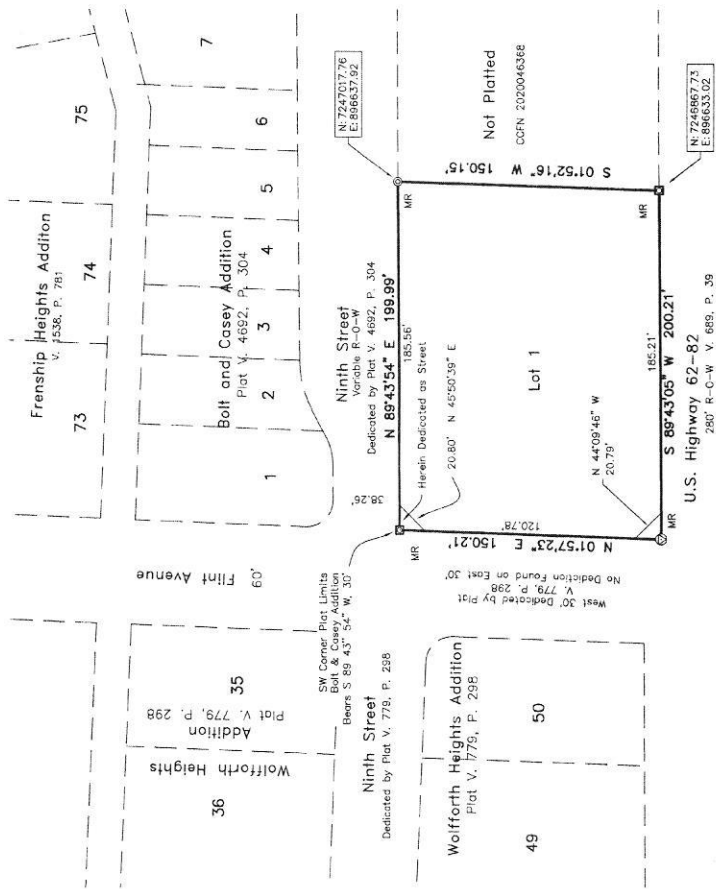 Frenship Heights Additon
V. 1538, P. 781
73
74
75
Bolt and Casey Addition
Plat V. 4692, P. 304
1
2
3
4
5
6
7
Flint Avenue
60'
Wolfforth Heights
Addition
Plat V. 779, P. 298
35
36
SW Corner Plat Limits
Bolt & Casey Addition
Bears S 89 43" 54" W, 30'
Ninth Street
Variable R-O-W
Dedicated by Plat V. 4692, P. 304
N 89°43'54" E 199.99'
38.26'
185.56'
Herein Dedicated as Street
20.80' N 45°50'39" E
N:7247017.76
E:896637.92
Not Platted
CCFN 2020046368
S 01°52'16" W 150.15'
MR
MR
MR
MR
Lot 1
N 01°57'23" E 150.21'
120.78'
N 44°09'46" W
20.79'
185.21'
S 89°43'05" W 200.21'
U.S. Highway 62-82
280' R-O-W V. 689, P. 39
N:7246867.73
E:896633.02
West 30' Dedicated by Plat
V. 779, P. 298
No Dediction Found on East 30'
Ninth Street
Dedicated by Plat V. 779, P. 298
Wolfforth Heights Addition
Plat V. 779, P. 298
49
50